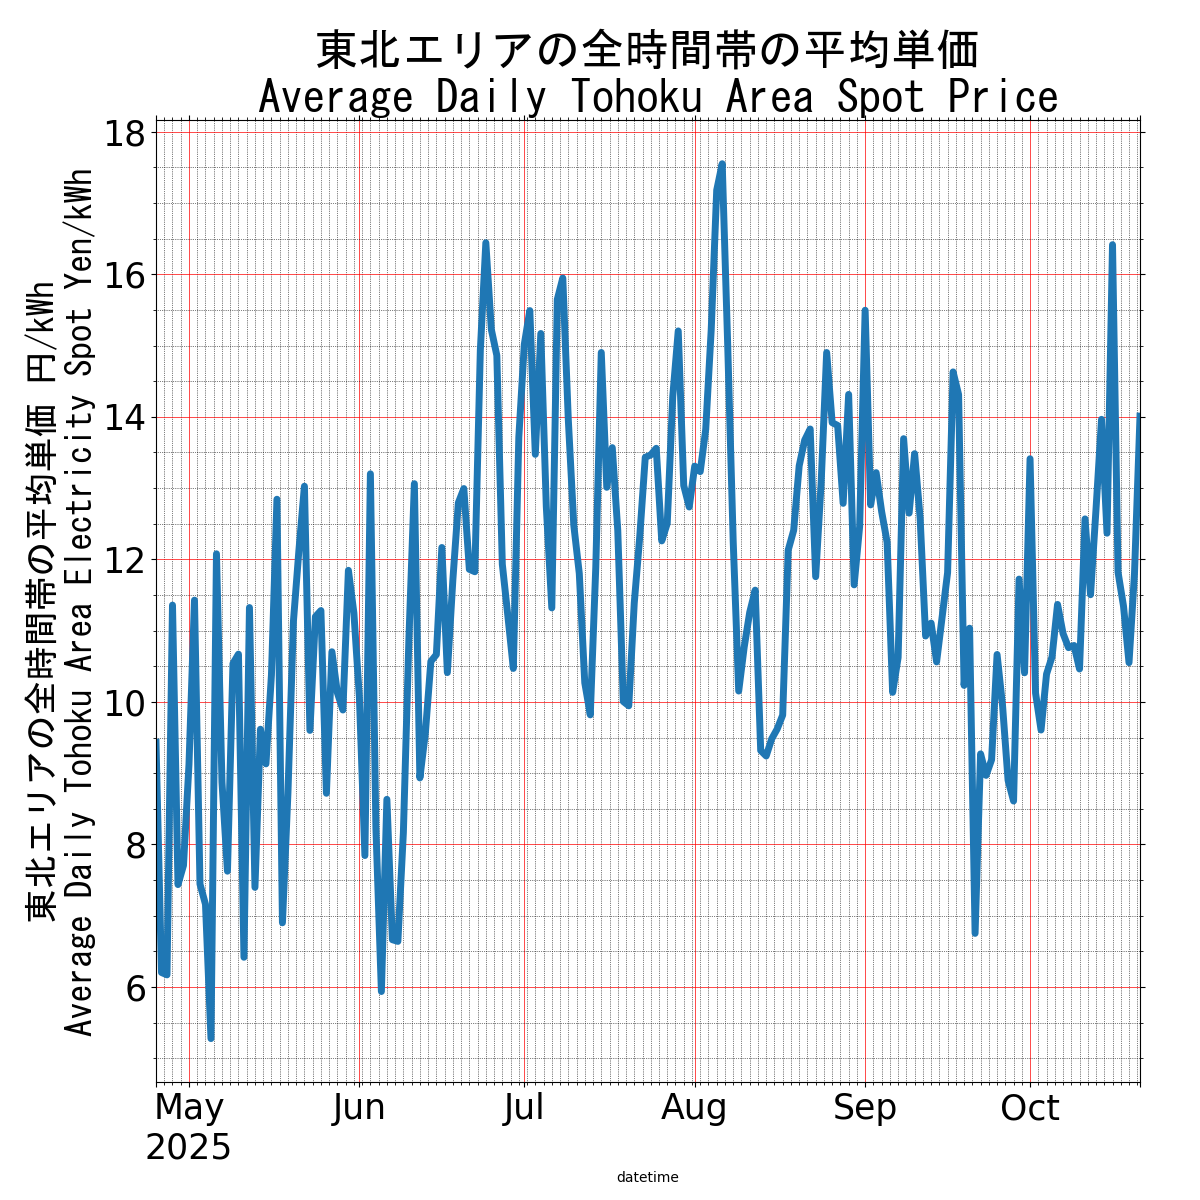 東北エリアの全時間帯の平均単価
Average Daily Tohoku Area Spot Price
東北エリアの全時間帯の平均単価 円/kWh
Average Daily Tohoku Area Electricity Spot Yen/kWh
18
16
14
12
10
8
6
May
2025
Jun
Jul
Aug
Sep
Oct
datetime